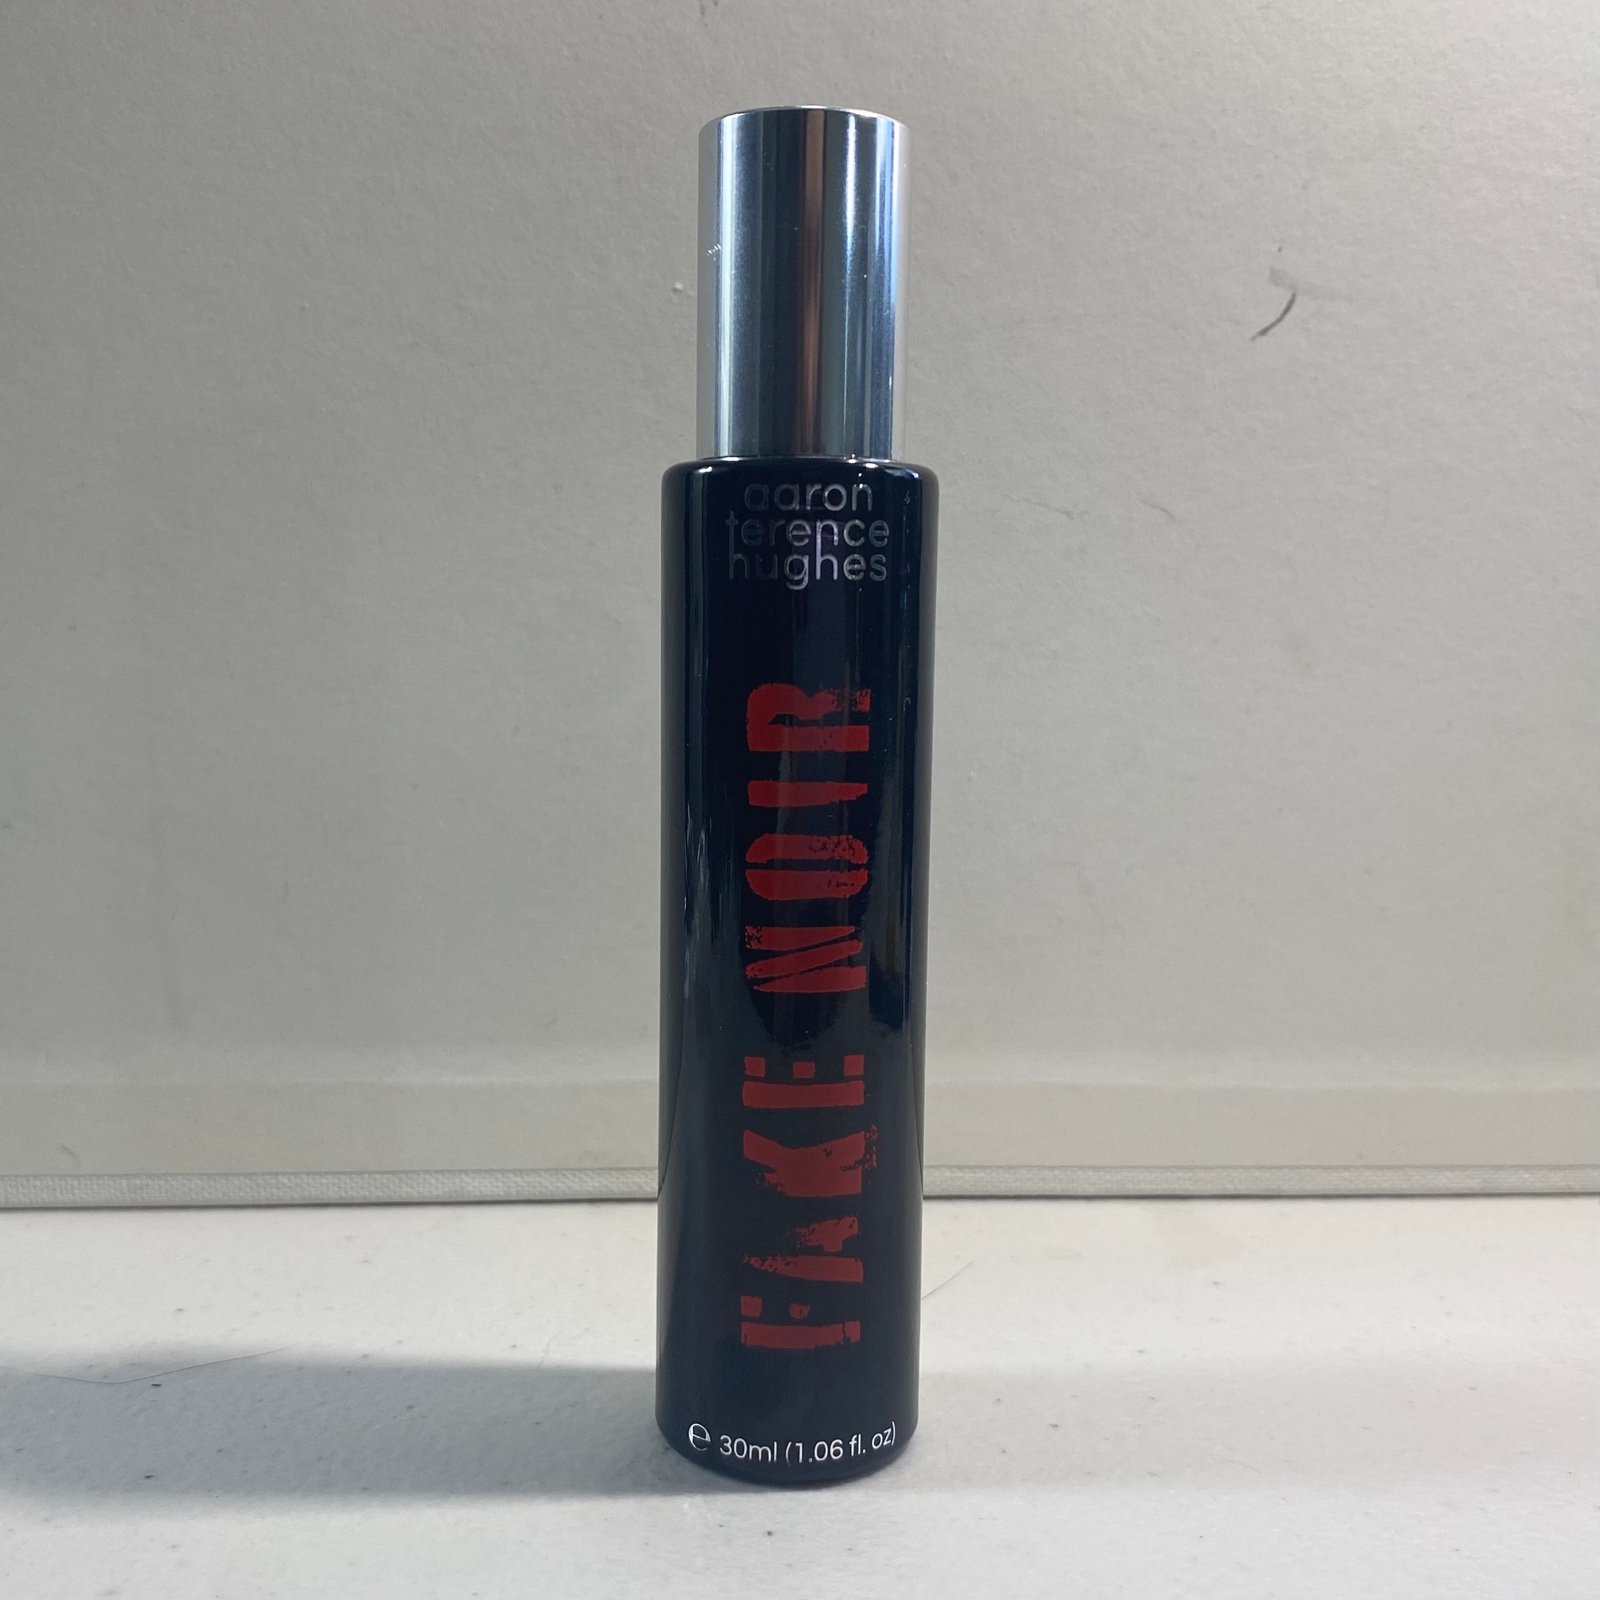 aaron
terence
hughes
FAKE NOIR
℮ 30ml (1.06 fl. oz)